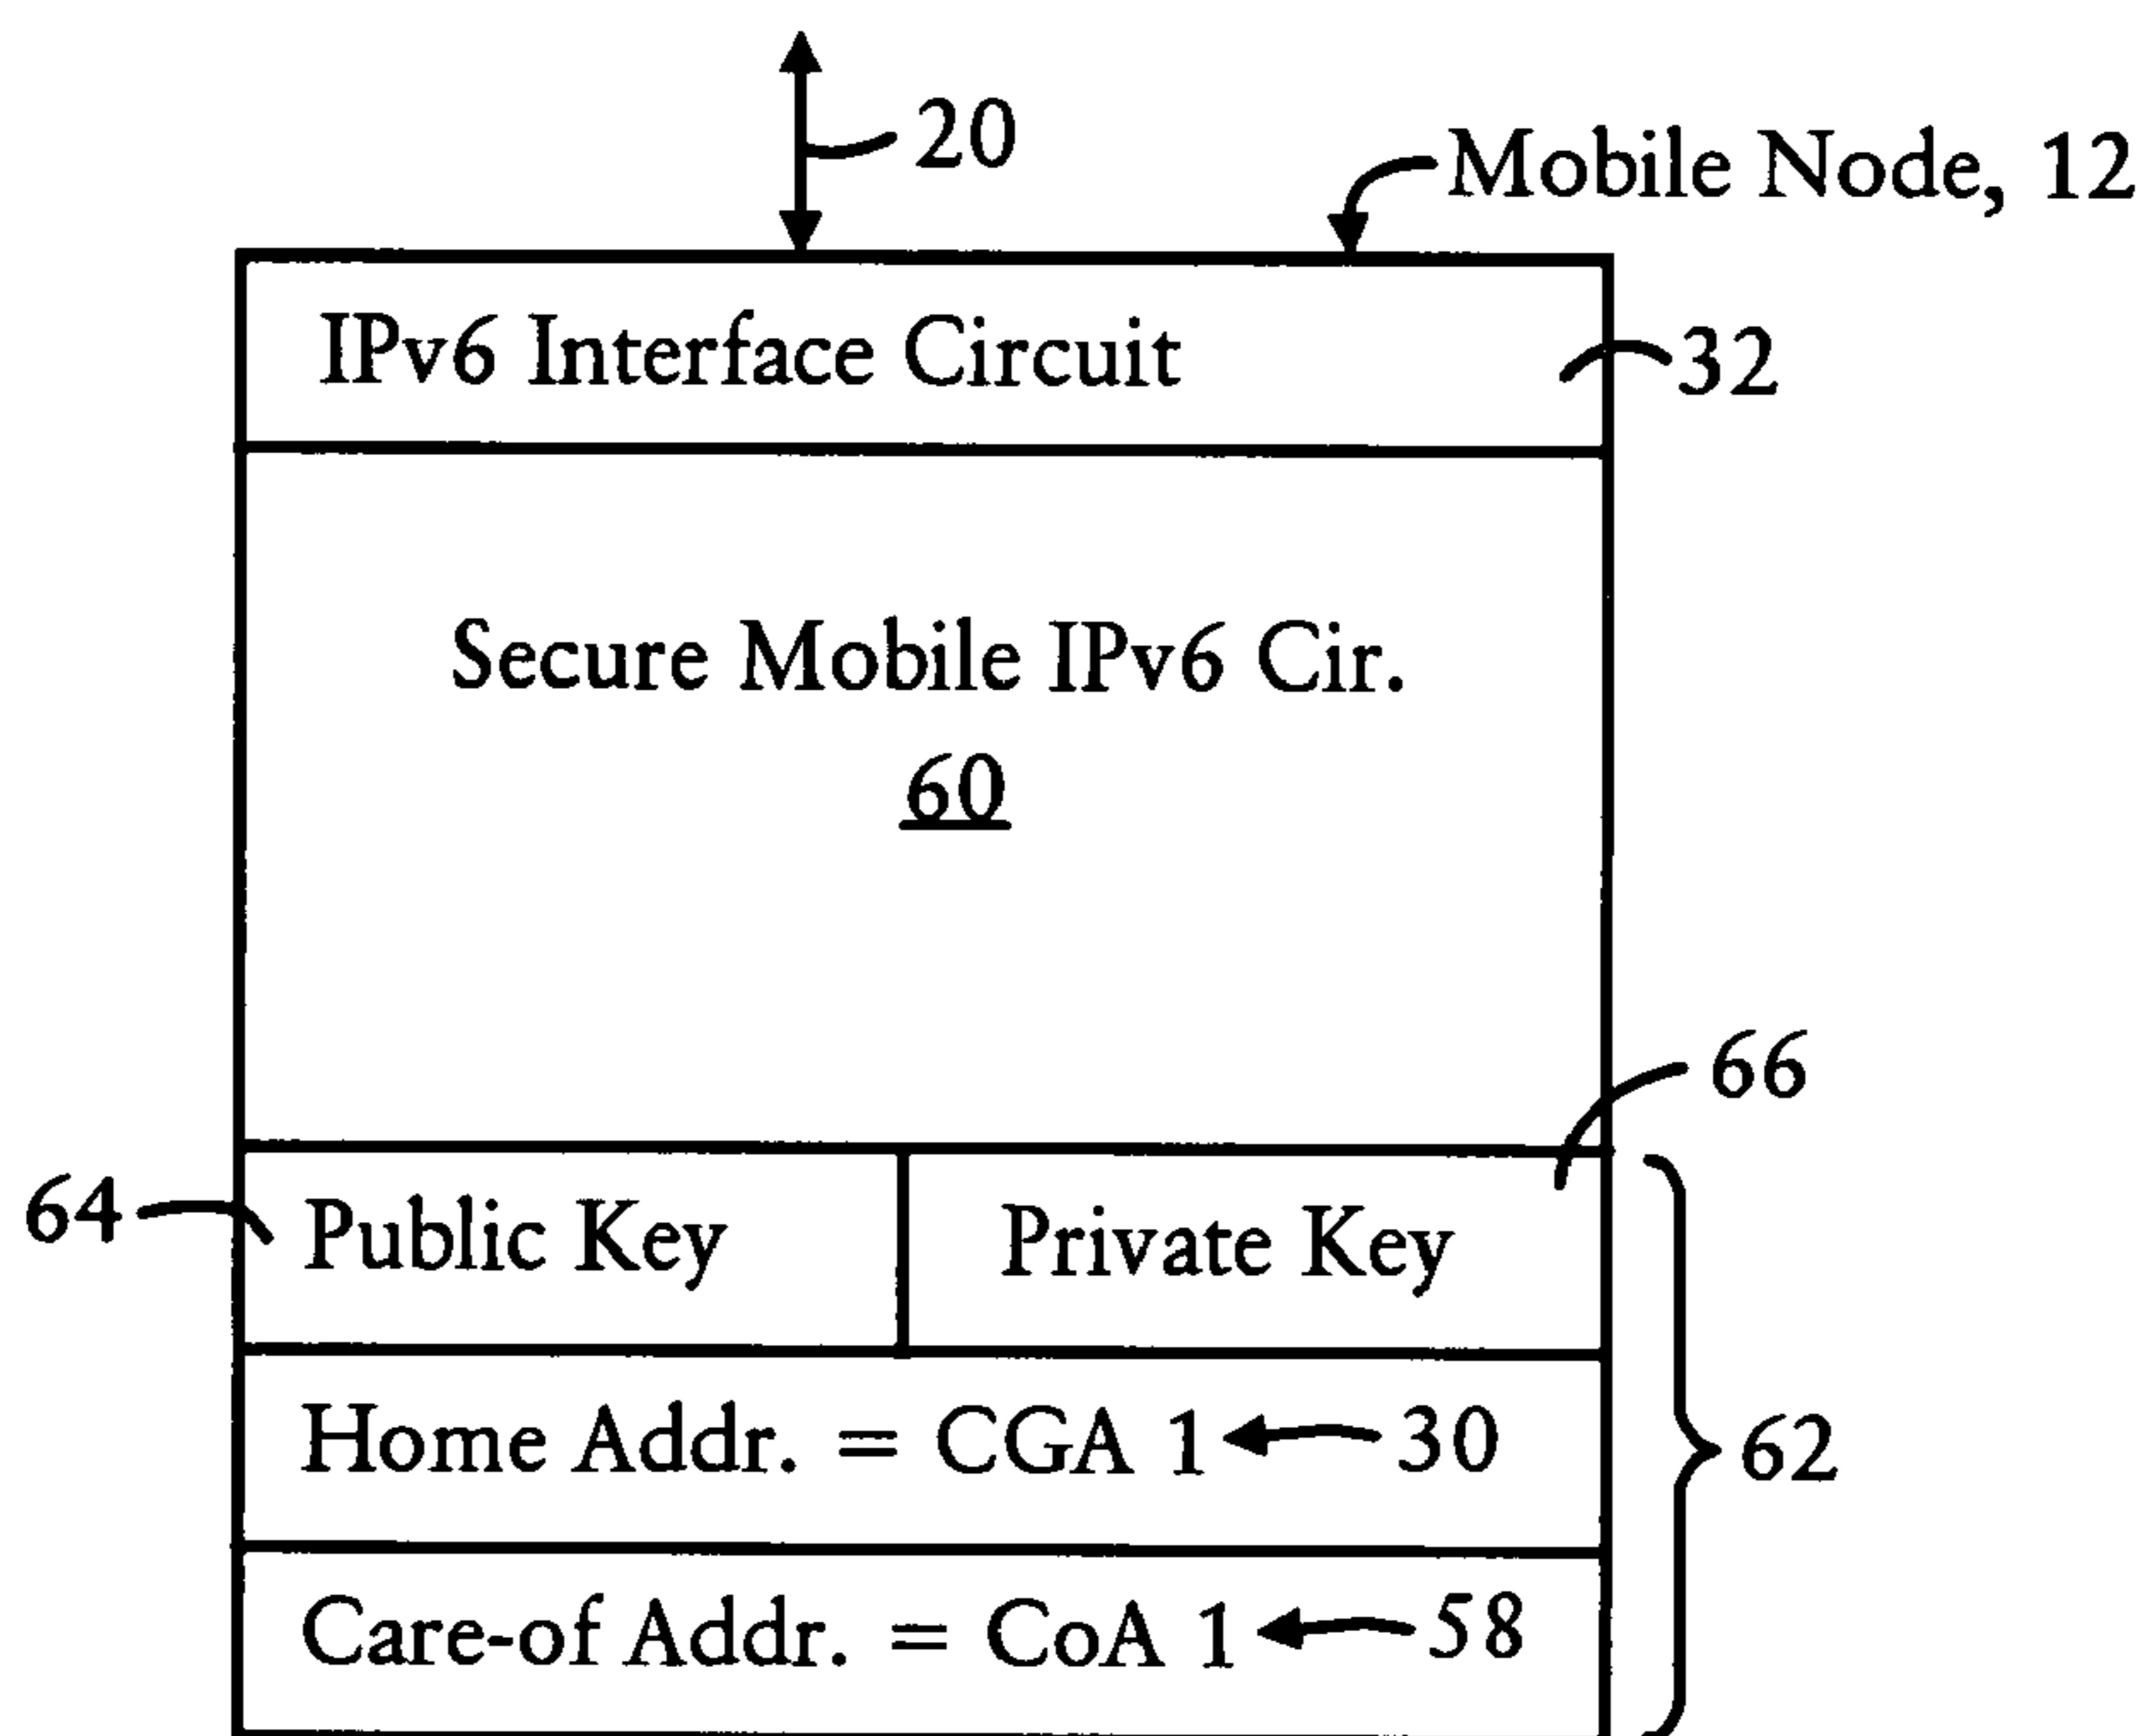 20
Mobile Node, 12
IPv6 Interface Circuit
32
Secure Mobile IPv6 Cir.
60
66
64
Public Key
Private Key
Home Addr. = CGA 1
30
62
Care-of Addr. = CoA 1
58